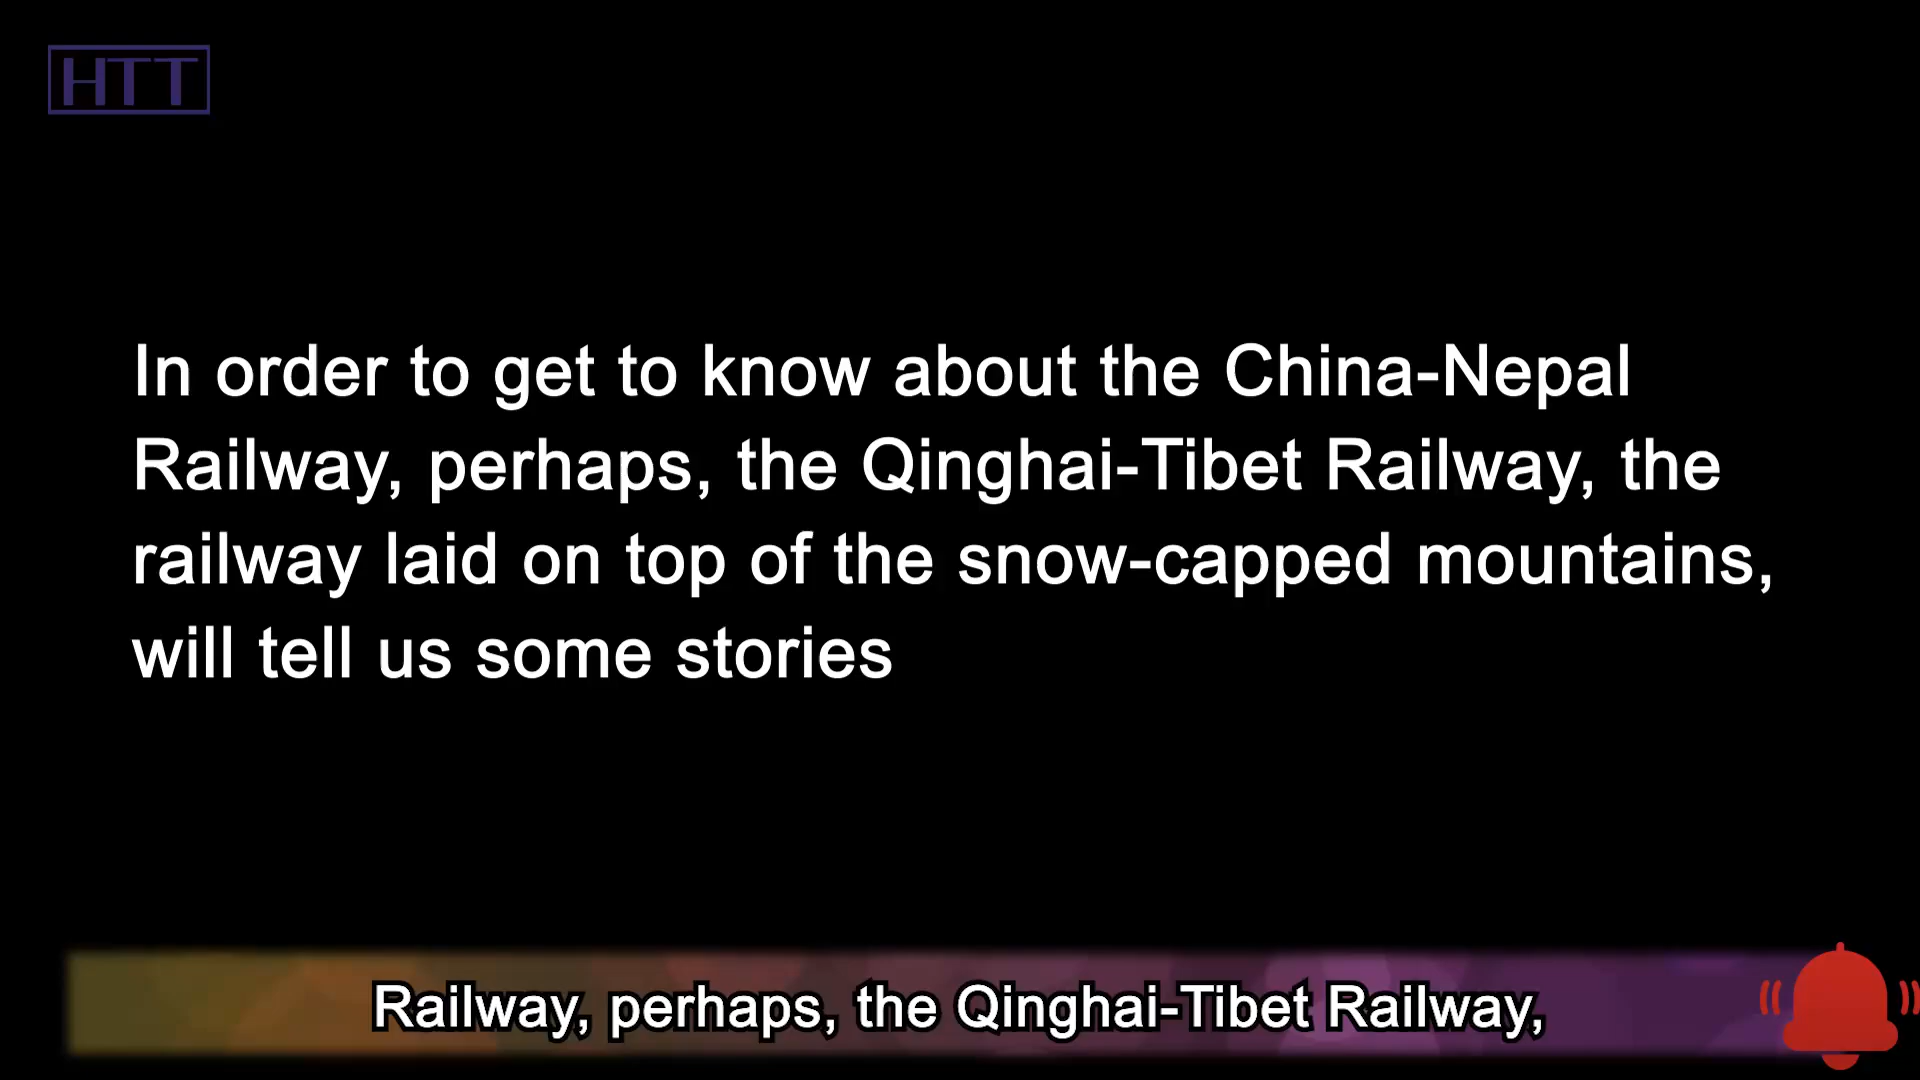 HTT
In order to get to know about the China-Nepal
Railway, perhaps, the Qinghai-Tibet Railway, the
railway laid on top of the snow-capped mountains,
will tell us some stories
Railway, perhaps, the Qinghai-Tibet Railway,